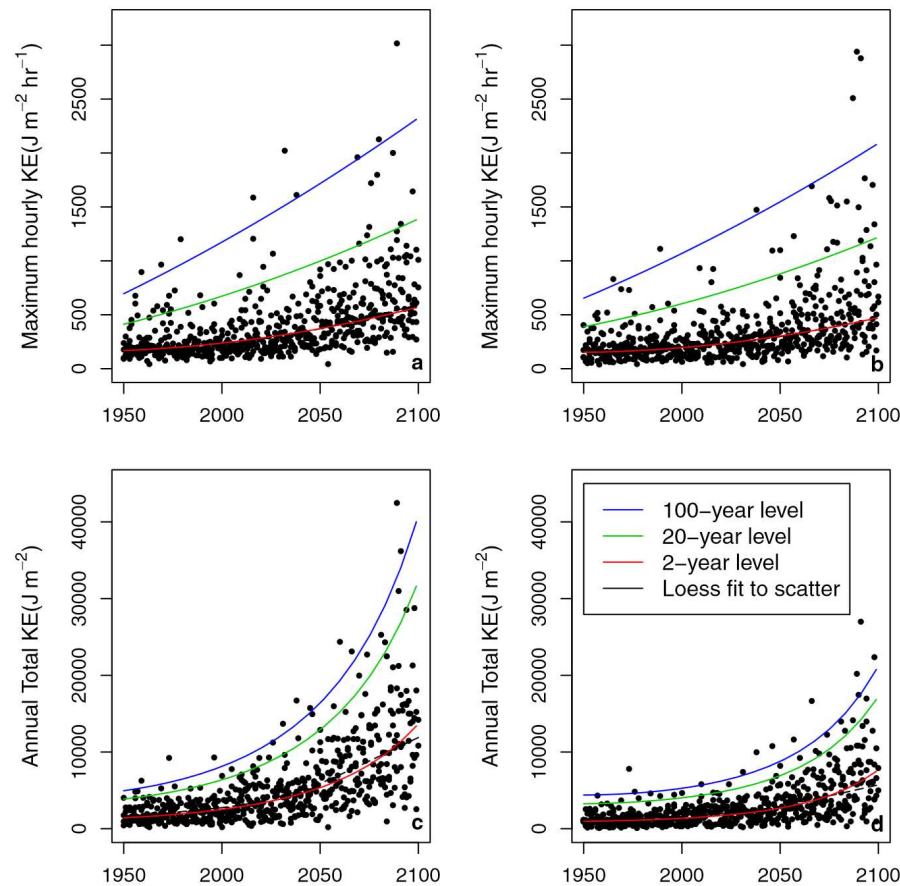 Maximum hourly KE(J m−2 hr−1)
2500
1500
500
0
a
1950 2000 2050 2100
Maximum hourly KE(J m−2 hr−1)
2500
1500
500
0
b
1950 2000 2050 2100
Annual Total KE(J m−2)
40000
30000
20000
10000
0
c
1950 2000 2050 2100
Annual Total KE(J m−2)
40000
30000
20000
10000
0
100−year level
20−year level
2−year level
Loess fit to scatter
d
1950 2000 2050 2100